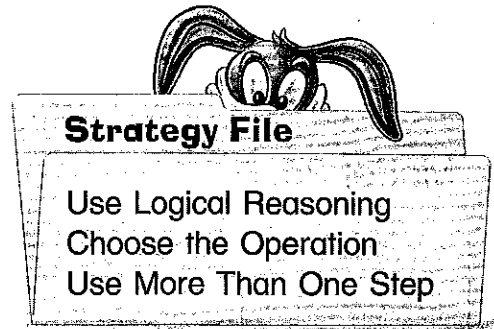 Strategy File
Use Logical Reasoning
Choose the Operation
Use More Than One Step